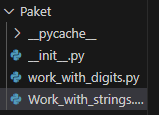 Paket
__pycache__
__init__.py
work_with_digits.py
Work_with_strings....